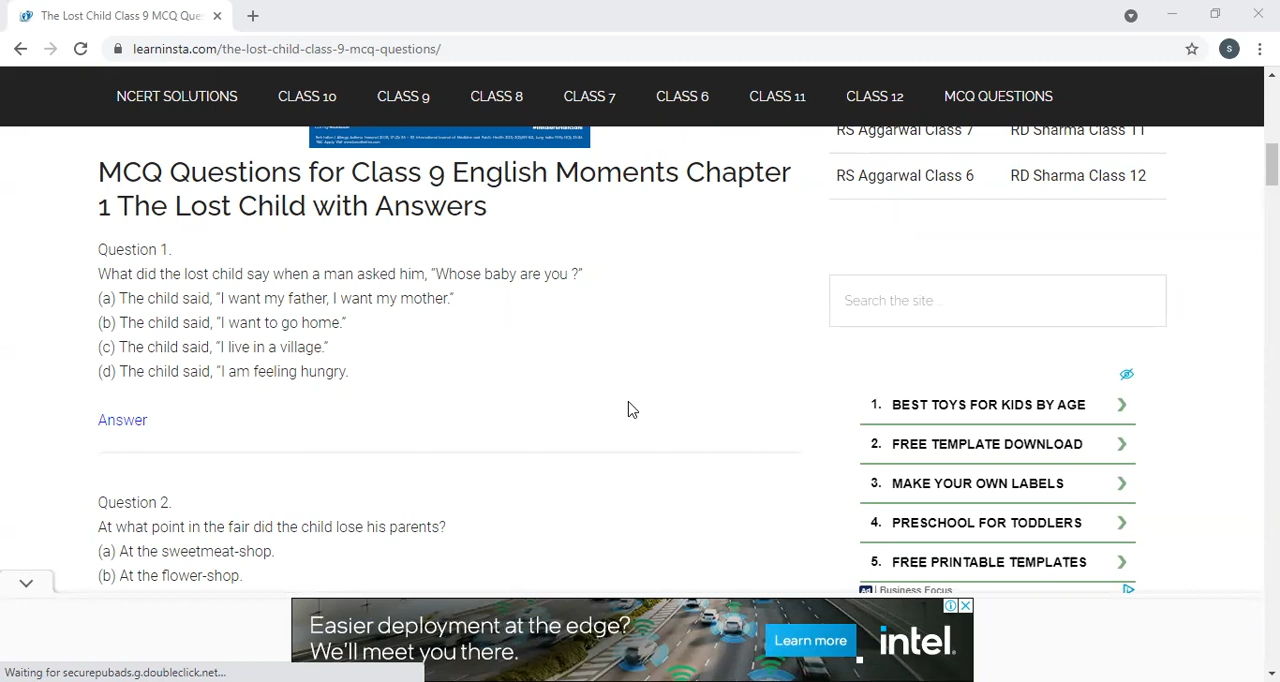 The Lost Child Class 9 MCQ Ques
learninsta.com/the-lost-child-class-9-mcq-questions/
S
NCERT SOLUTIONS CLASS 10 CLASS 9 CLASS 8 CLASS 7 CLASS 6 CLASS 11 CLASS 12 MCQ QUESTIONS
RS Aggarwal Class 7 RD Sharma Class 11
RS Aggarwal Class 6 RD Sharma Class 12
MCQ Questions for Class 9 English Moments Chapter
1 The Lost Child with Answers
Question 1.
What did the lost child say when a man asked him, “Whose baby are you ?”
(a) The child said, “I want my father, I want my mother.”
(b) The child said, “I want to go home.”
(c) The child said, “I live in a village.”
(d) The child said, “I am feeling hungry.
Answer
Question 2.
At what point in the fair did the child lose his parents?
(a) At the sweetmeat-shop.
(b) At the flower-shop.
Search the site ..
1. BEST TOYS FOR KIDS BY AGE
2. FREE TEMPLATE DOWNLOAD
3. MAKE YOUR OWN LABELS
4. PRESCHOOL FOR TODDLERS
5. FREE PRINTABLE TEMPLATES
Ad | Business Focus
Easier deployment at the edge?
We’ll meet you there.
Learn more
intel.
Waiting for securepubads.g.doubleclick.net...